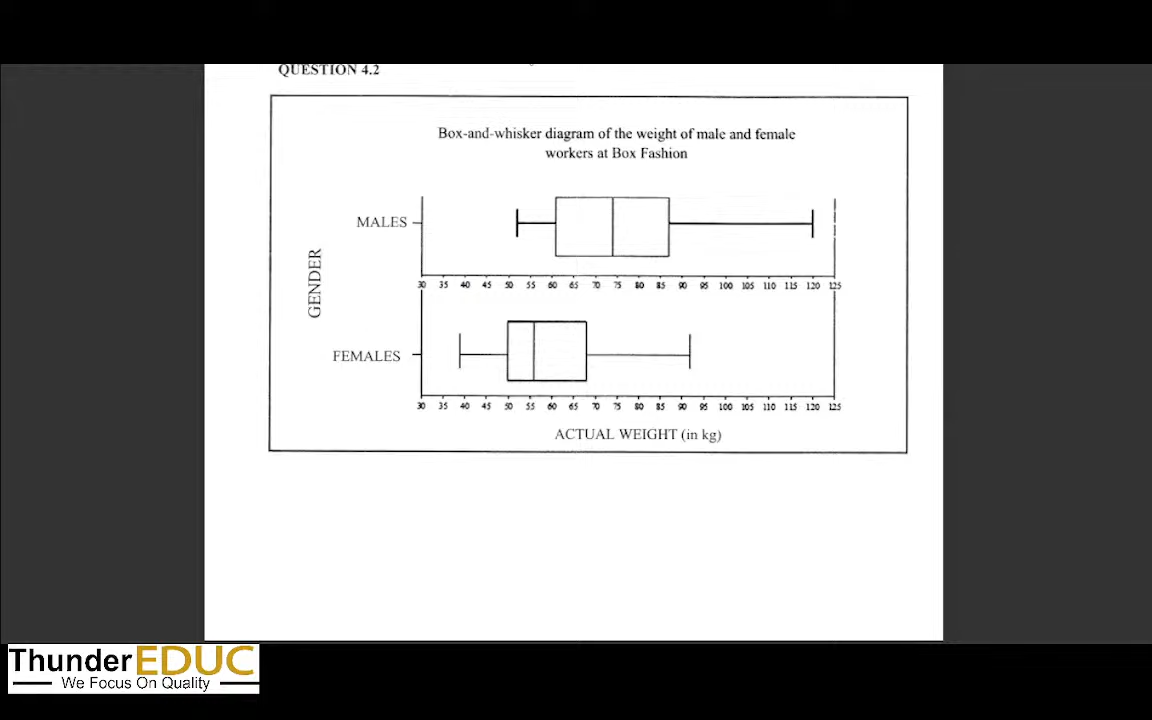 QUESTION 4.2
Box-and-whisker diagram of the weight of male and female
workers at Box Fashion
MALES
GENDER
30 35 40 45 50 55 60 65 70 75 80 85 90 95 100 105 110 115 120 125
FEMALES
30 35 40 45 50 55 60 65 70 75 80 85 90 95 100 105 110 115 120 125
ACTUAL WEIGHT (in kg)
ThunderEDUC
We Focus On Quality